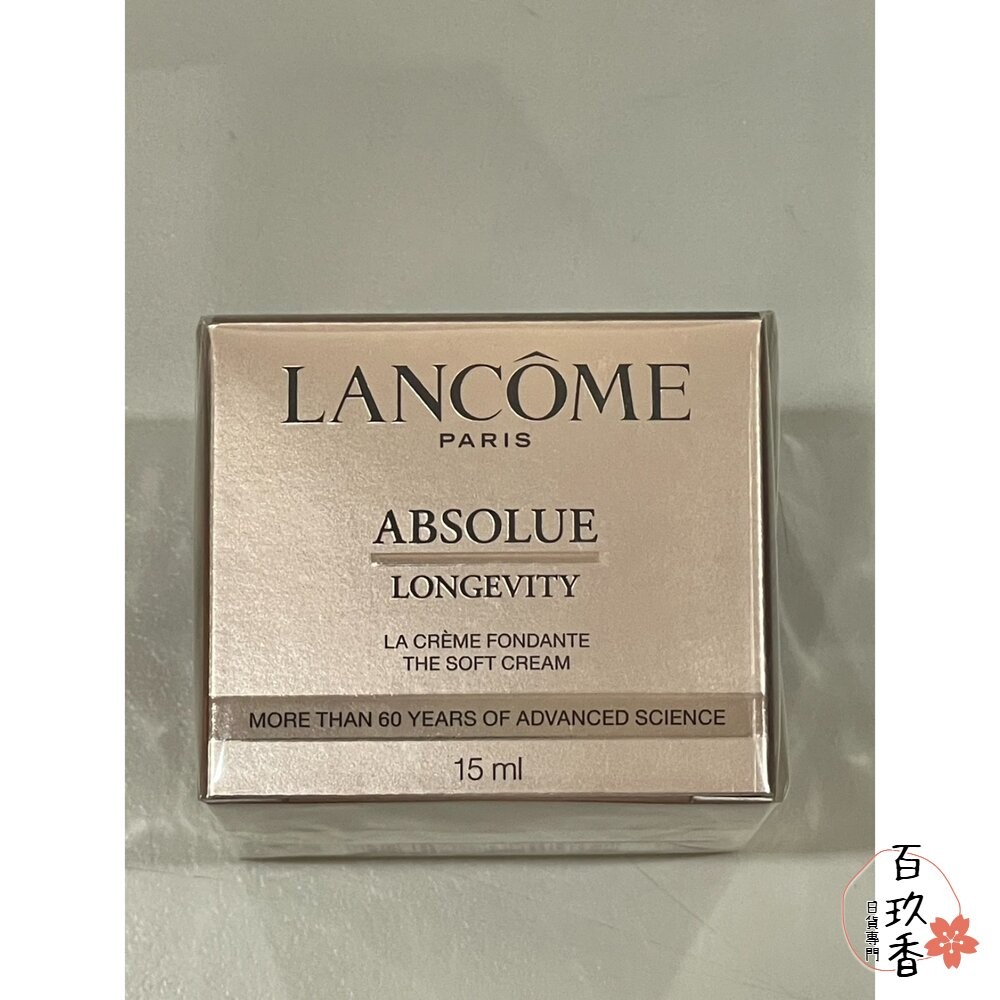 LANCÔME
PARIS
ABSOLUE
LONGEVITY
LA CRÈME FONDANTE
THE SOFT CREAM
MORE THAN 60 YEARS OF ADVANCED SCIENCE
15 ml
百玖香
日貨專門